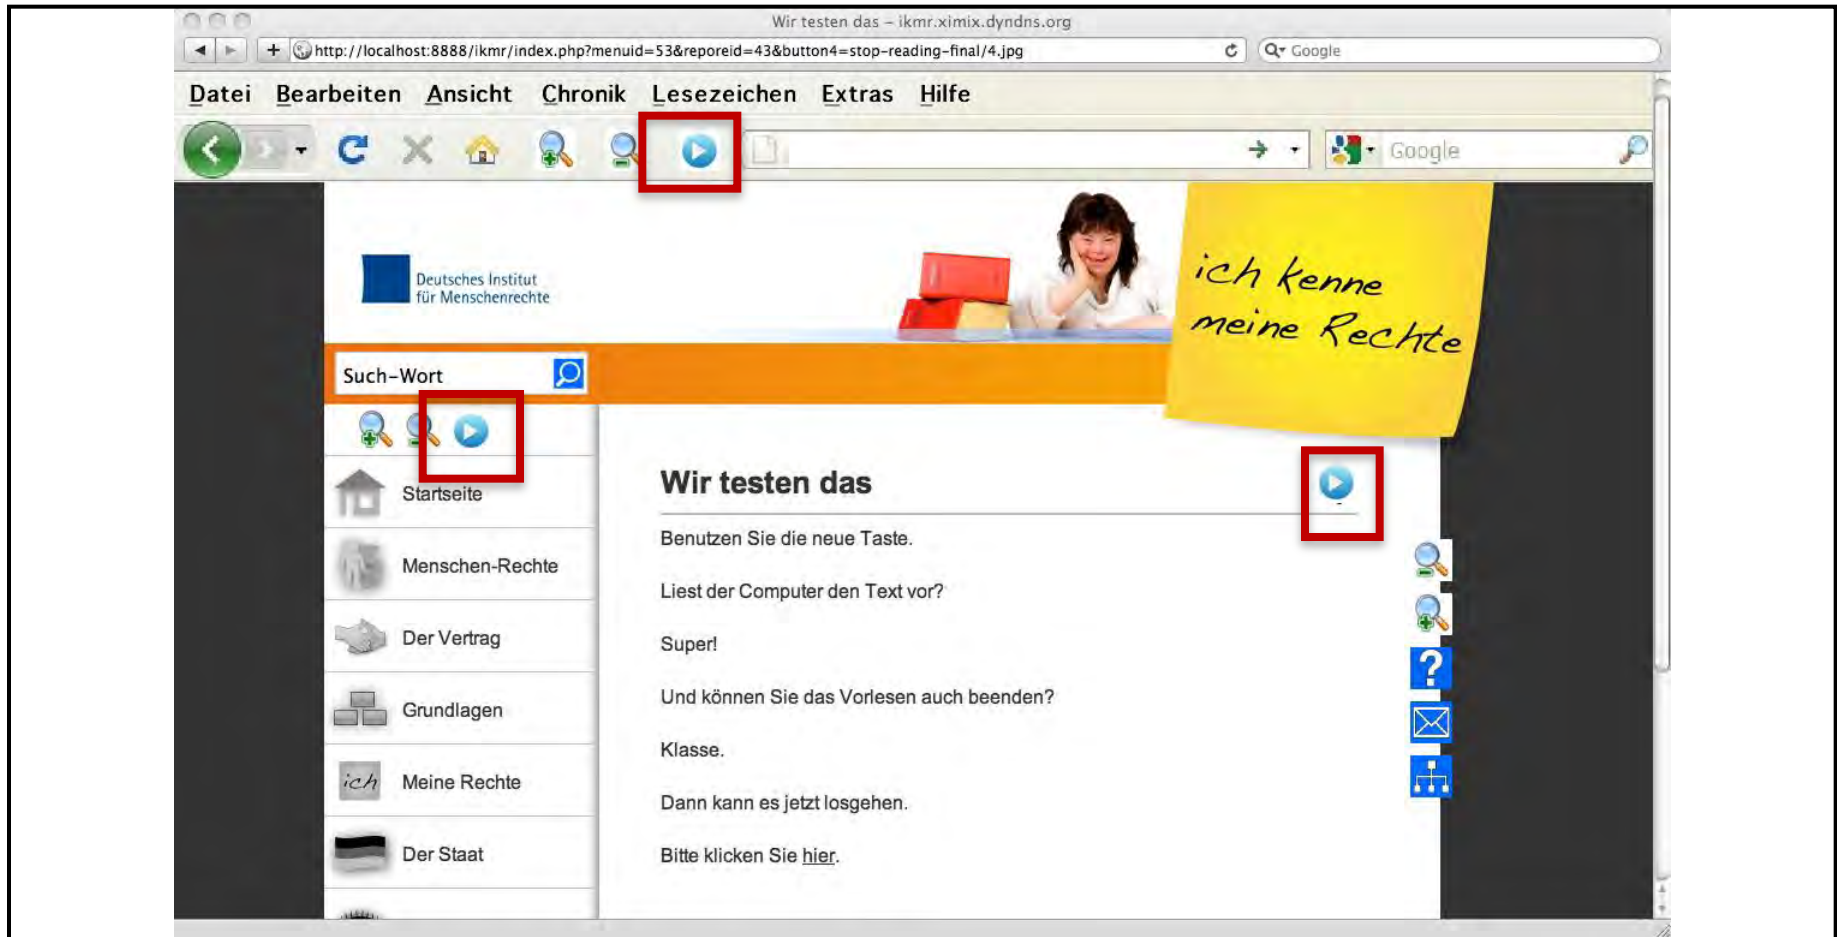 Wir testen das – ikmr.ximix.dyndns.org
http://localhost:8888/ikmr/index.php?menuid=53&reporeid=43&button4=stop-reading-final/4.jpg
Google
Datei Bearbeiten Ansicht Chronik Lesezeichen Extras Hilfe
Google
Deutsches Institut
für Menschenrechte
ich kenne
meine Rechte
Such-Wort
Startseite
Menschen-Rechte
Der Vertrag
Grundlagen
ich Meine Rechte
Der Staat
Wir testen das
Benutzen Sie die neue Taste.
Liest der Computer den Text vor?
Super!
Und können Sie das Vorlesen auch beenden?
Klasse.
Dann kann es jetzt losgehen.
Bitte klicken Sie hier.
?